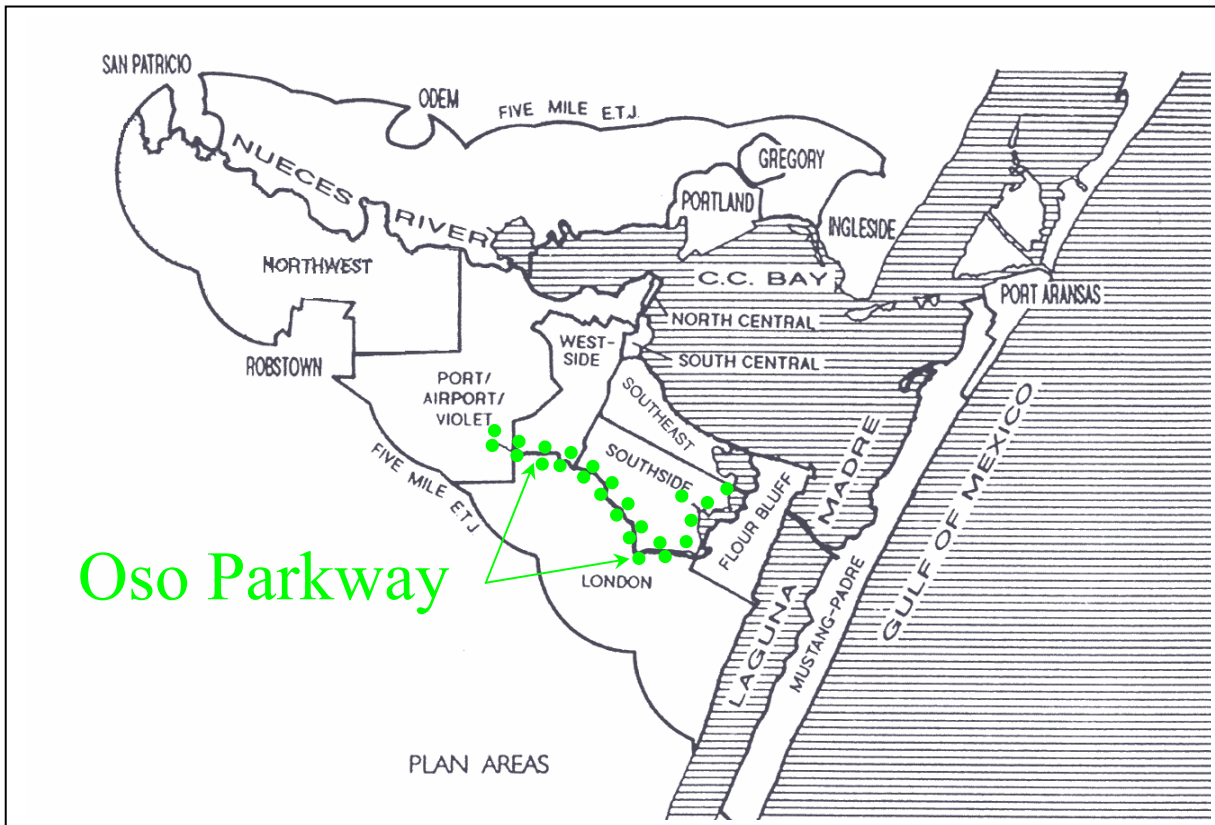 SAN PATRICIO
ODEM
FIVE MILE E.T.J.
GREGORY
NUECES RIVER
PORTLAND
INGLESIDE
NORTHWEST
C.C. BAY
PORT ARANSAS
NORTH CENTRAL
WEST-
SIDE
SOUTH CENTRAL
ROBSTOWN
PORT/
AIRPORT/
VIOLET
SOUTHEAST
SOUTHSIDE
FIVE MILE E.T.J.
FLOUR BLUFF
LAGUNA MADRE
MUSTANG-PADRE
GULF OF MEXICO
Oso Parkway
LONDON
PLAN AREAS